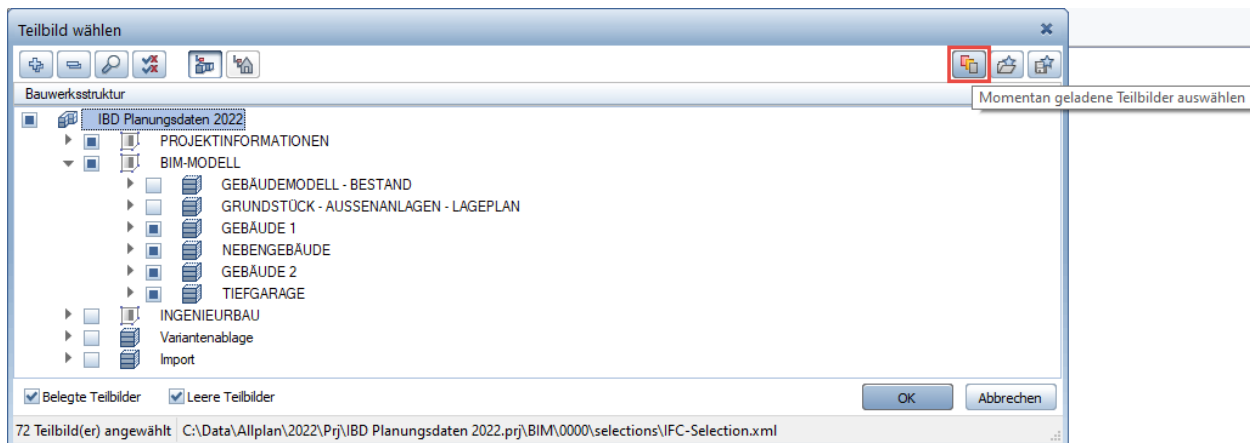 Teilbild wählen
Bauwerksstruktur
Momentan geladene Teilbilder auswählen
IBD Planungsdaten 2022
PROJEKTINFORMATIONEN
BIM-MODELL
GEBÄUDEMODELL - BESTAND
GRUNDSTÜCK - AUSSENANLAGEN - LAGEPLAN
GEBÄUDE 1
NEBENGEBÄUDE
GEBÄUDE 2
TIEFGARAGE
INGENIEURBAU
Variantenablage
Import
Belegte Teilbilder Leere Teilbilder OK Abbrechen
72 Teilbild(er) angewählt C:\Data\Allplan\2022\Prj\IBD Planungsdaten 2022.prj\BIM\0000\selections\IFC-Selection.xml